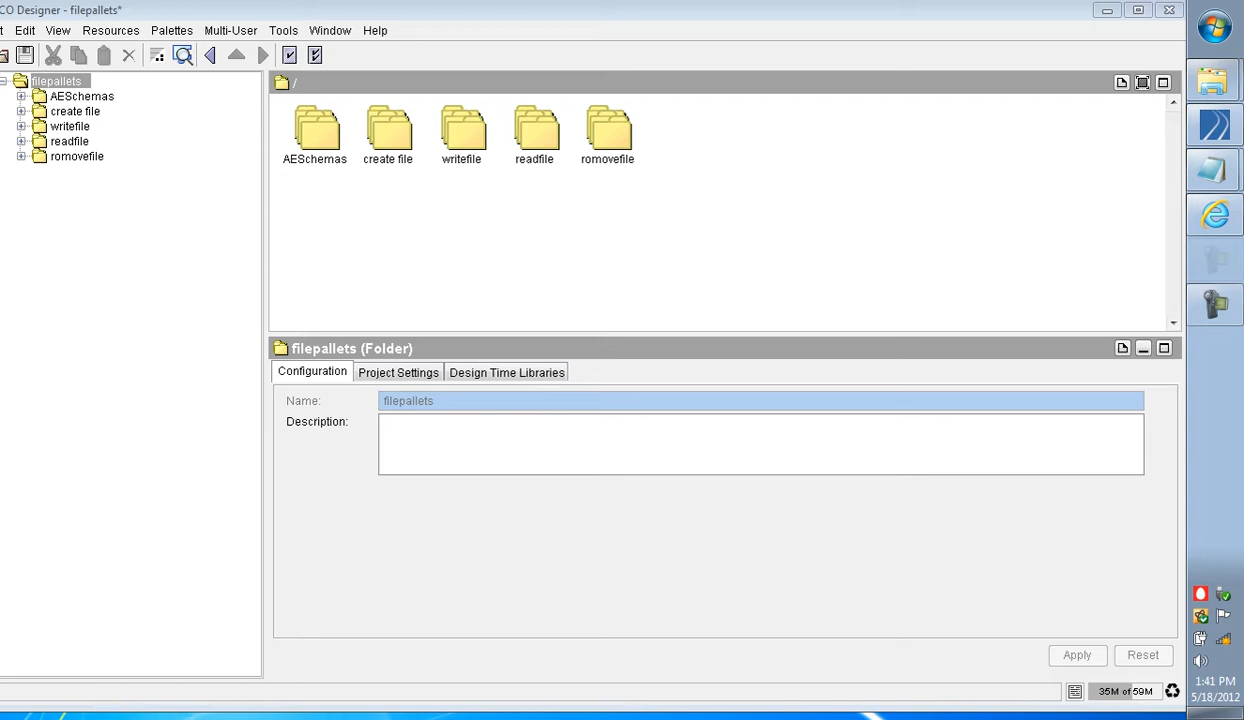 CO Designer - filepallets*
t Edit View Resources Palettes Multi-User Tools Window Help
filepallets
AESchemas
create file
writefile
readfile
romovefile
/
AESchemas create file writefile readfile romovefile
filepallets (Folder)
Configuration Project Settings Design Time Libraries
Name: filepallets
Description:
Apply Reset
35M of 59M
1:41 PM
5/18/2012